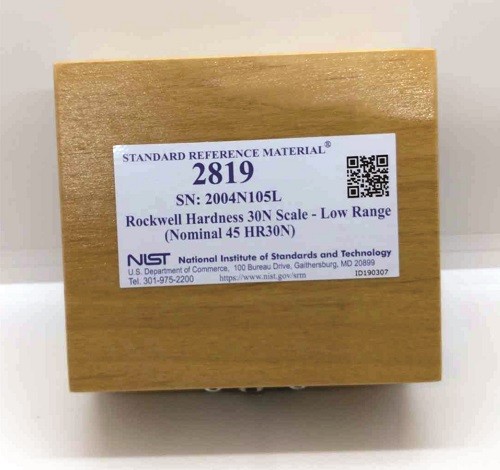 STANDARD REFERENCE MATERIAL®
2819
SN: 2004N105L
Rockwell Hardness 30N Scale - Low Range
(Nominal 45 HR30N)
NIST National Institute of Standards and Technology
U.S. Department of Commerce, 100 Bureau Drive, Gaithersburg, MD 20899
Tel. 301-975-2200 https://www.nist.gov/srm ID190307